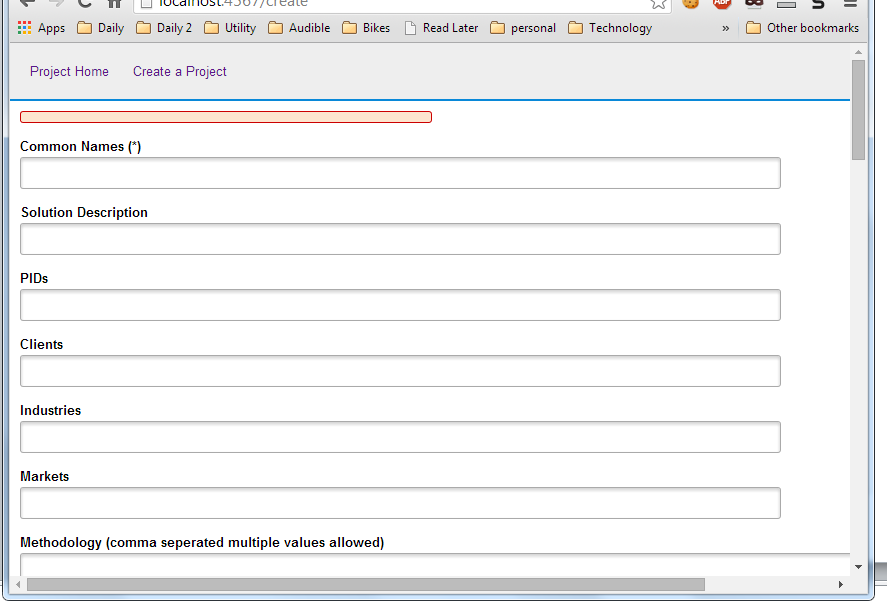 localhost:4567/create
Apps Daily Daily 2 Utility Audible Bikes Read Later personal Technology » Other bookmarks
Project Home Create a Project
Common Names (*)
Solution Description
PIDs
Clients
Industries
Markets
Methodology (comma seperated multiple values allowed)